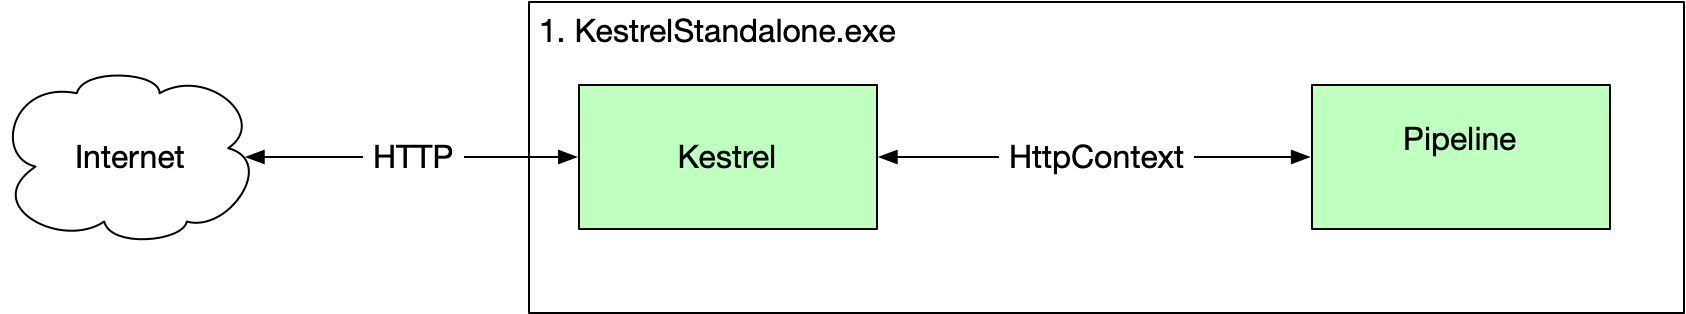 1. KestrelStandalone.exe
Internet
HTTP
Kestrel
HttpContext
Pipeline